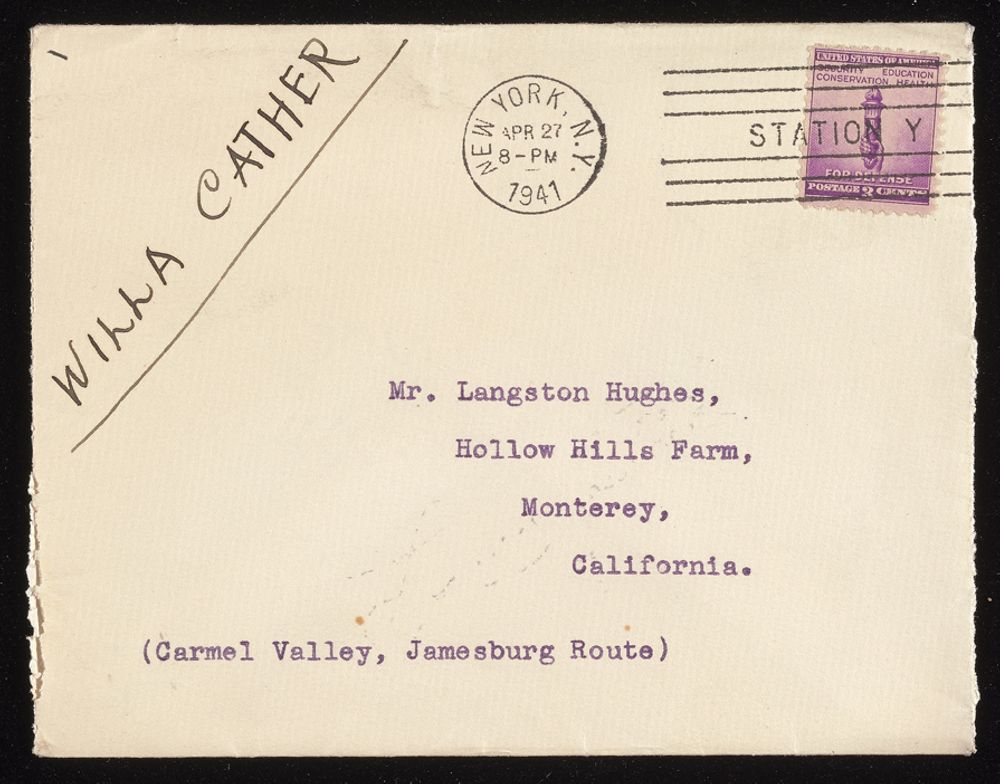 WILLA CATHER
NEW YORK, N.Y.
APR 27
8-PM
1941
STATION Y
UNITED STATES OF AMERICA
SECURITY EDUCATION
CONSERVATION HEALTH
FOR DEFENSE
POSTAGE 3 CENTS
Mr. Langston Hughes,
Hollow Hills Farm,
Monterey,
California.
(Carmel Valley, Jamesburg Route)